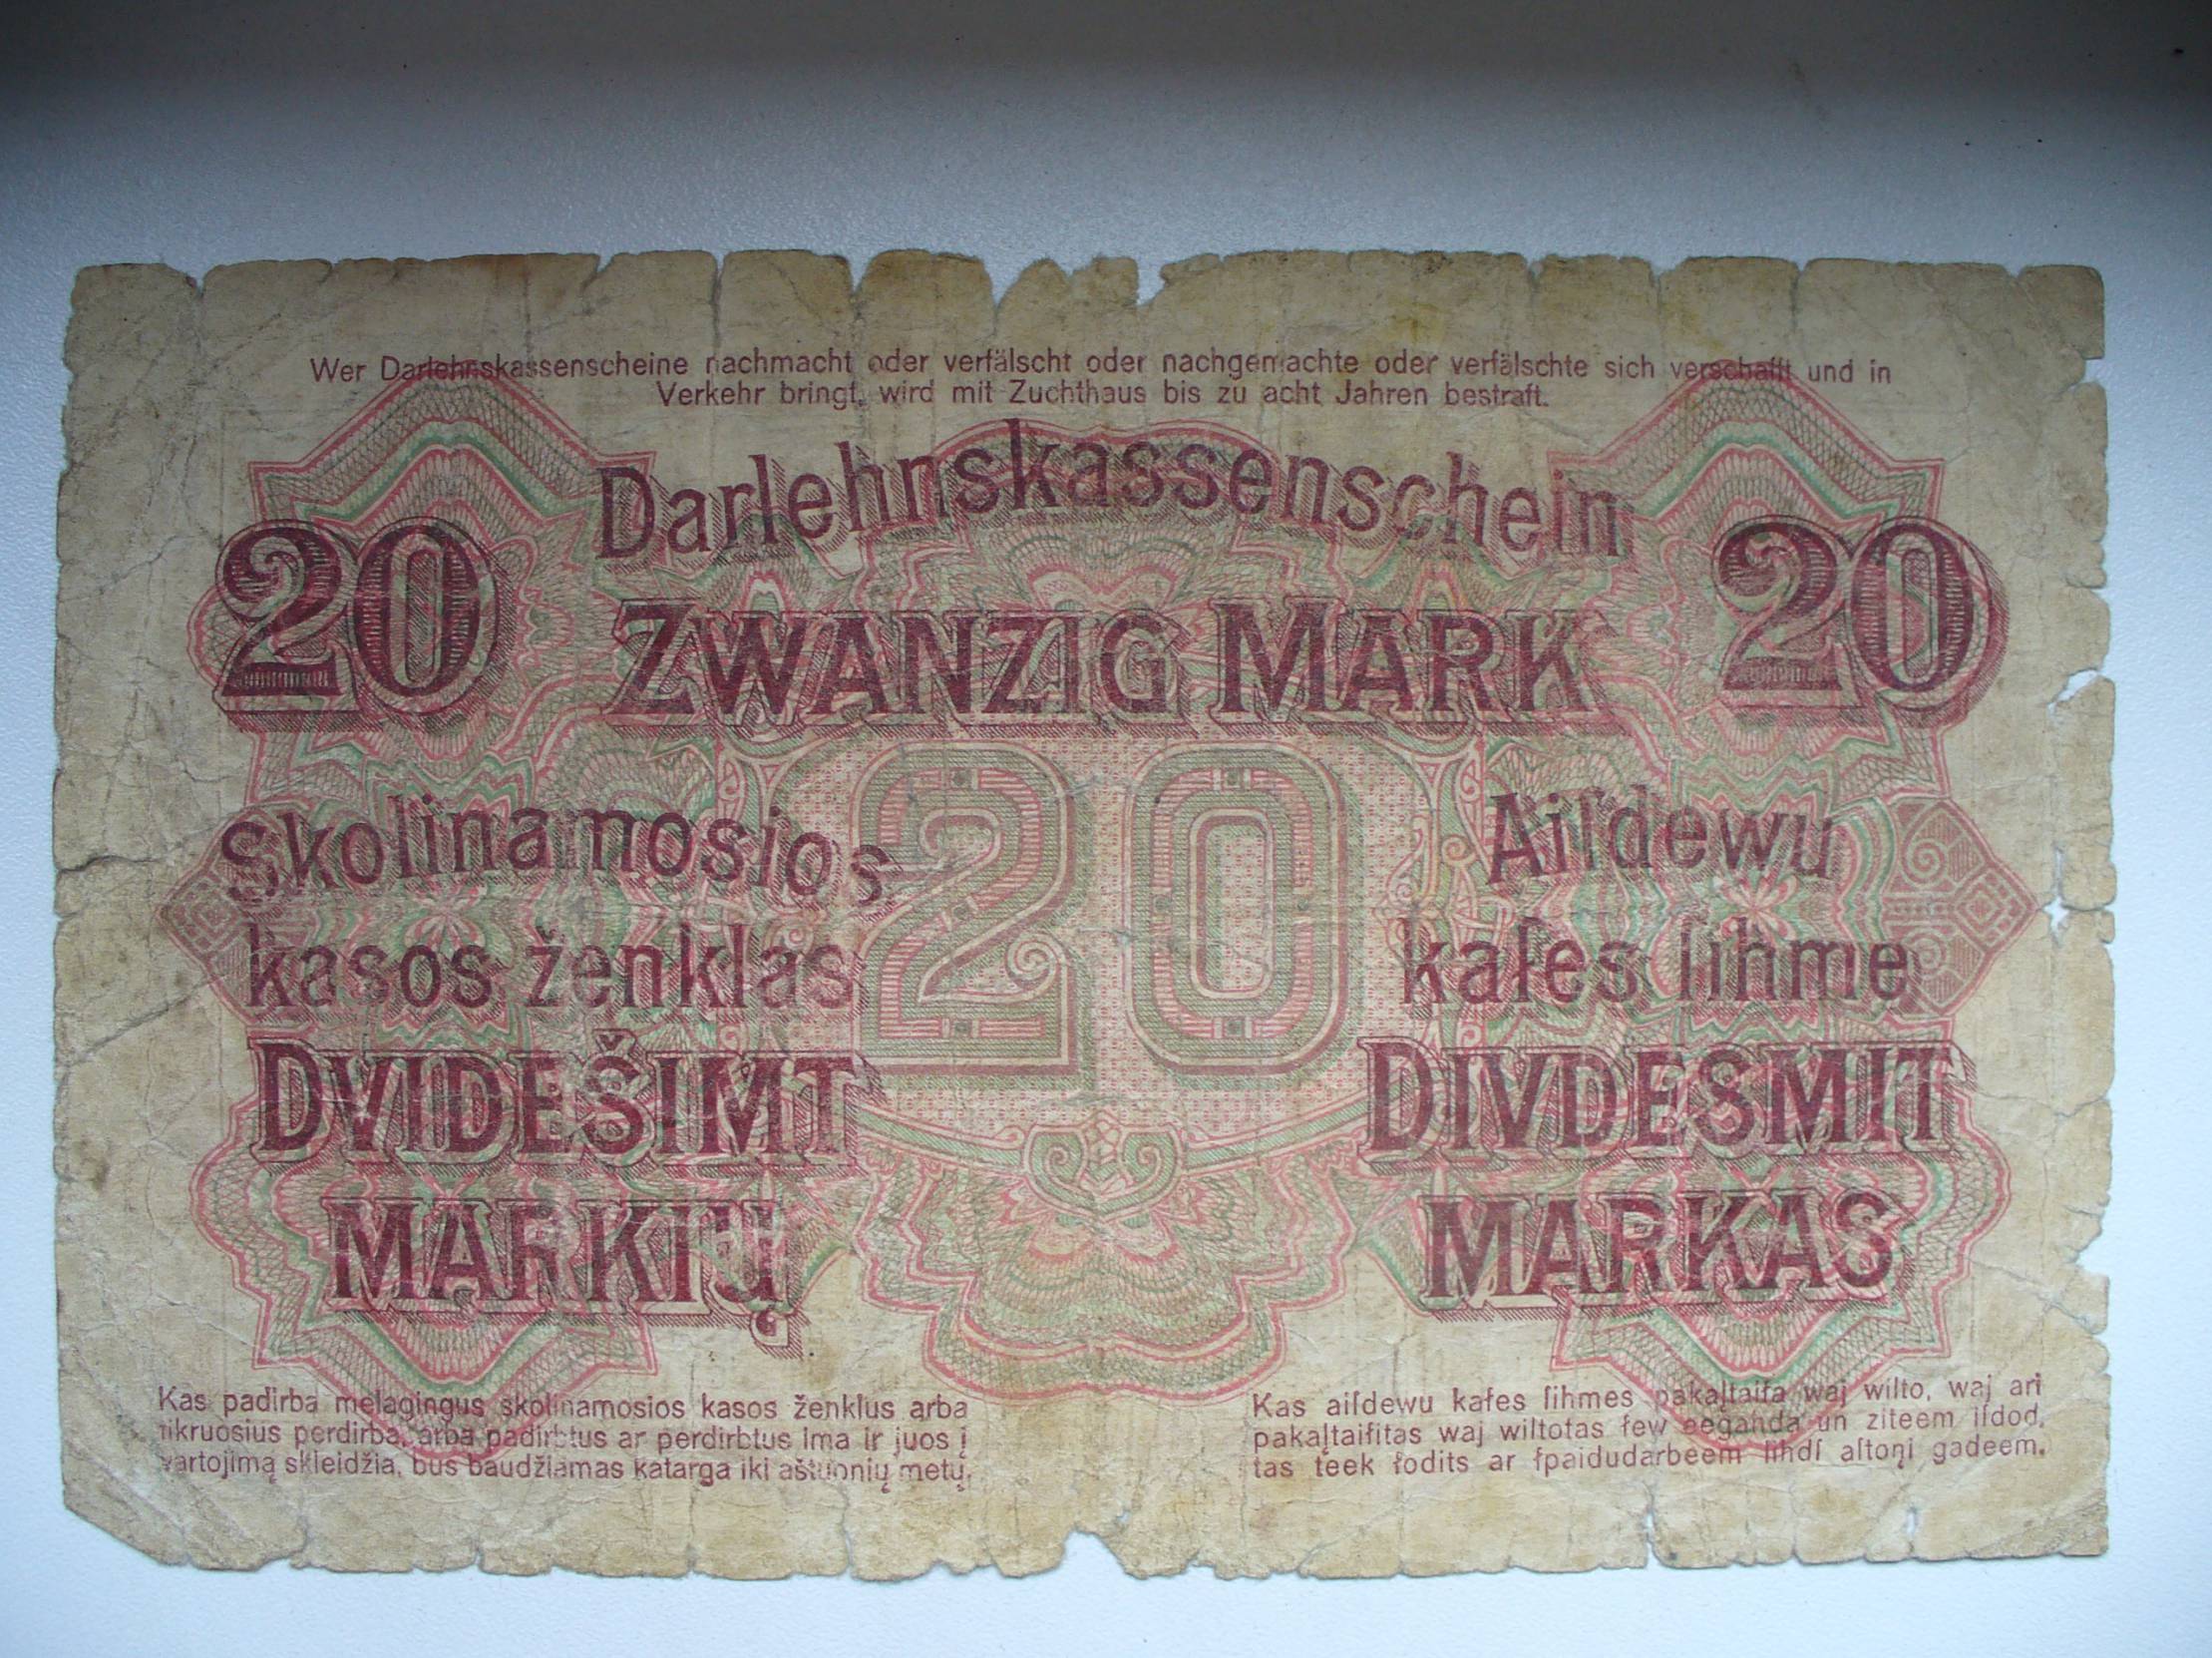 Wer Darlehnskassenscheine nachmacht oder verfälscht oder nachgemachte oder verfälschte sich verschafft und in
Verkehr bringt, wird mit Zuchthaus bis zu acht Jahren bestraft.
Darlehnskassenschein
20 ZWANZIG MARK 20
20
Skolinamosios
kasos ženklas
DVIDEŠIMT
MARKIŲ
Aiſdewu
kaſes ſihme
DIVDESMIT
MARKAS
Kas padirba melagingus skolinamosios kasos ženklus arba
tikruosius perdirba, arba padirbtus ar perdirbtus ima ir juos į
vartojimą skleidžia, bus baudžiamas katarga iki aštuonių metų.
Kas aiſdewu kaſes ſihmes pakaļtaiſa waj wilto, waj arī
pakaļtaiſitas waj wiltotas ſew eeganda un ziteem iſdod,
tas teek ſodits ar ſpaidudarbeem lihdſ aſtoņi gadeem.